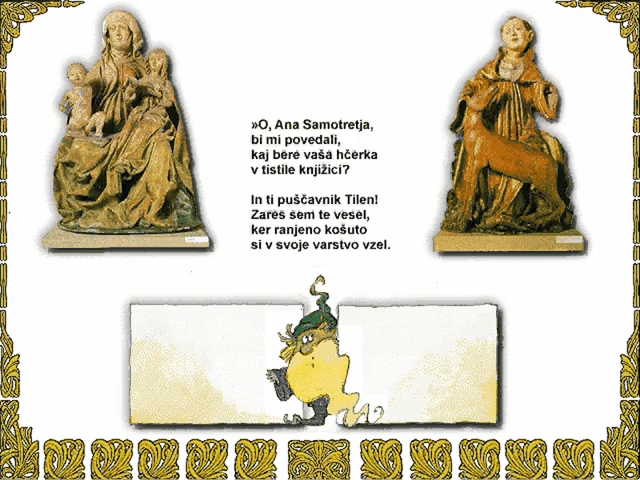 »O, Ana Samotretja,
bi mi povedali,
kaj bere vaša hčerka
v tistile knjižici?
In ti puščavnik Tilen!
Zares sem te vesel,
ker ranjeno košuto
si v svoje varstvo vzel.